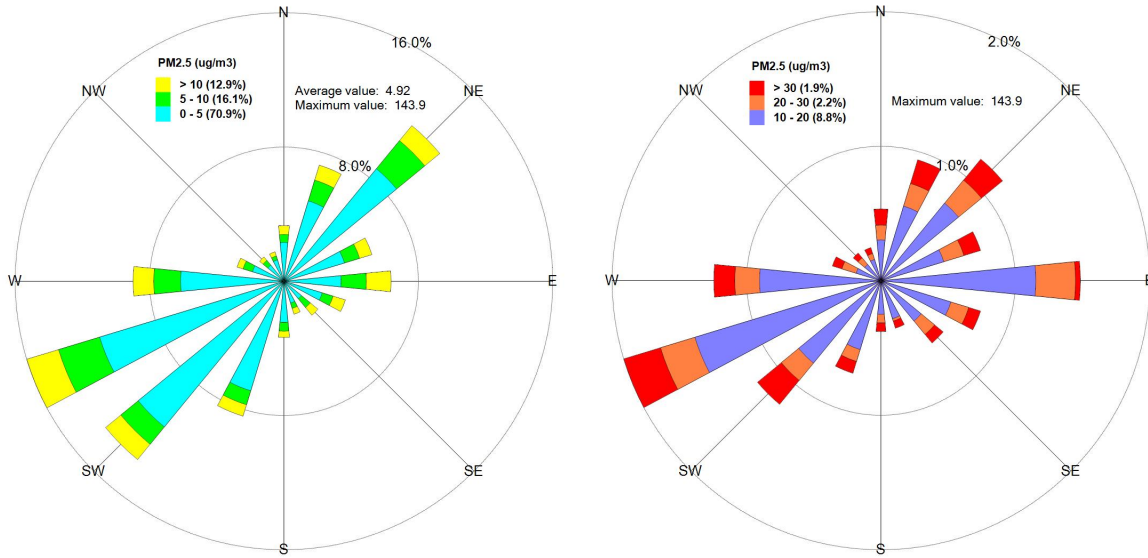 N
16.0%
PM2.5 (ug/m3)
> 10 (12.9%)
5 - 10 (16.1%)
0 - 5 (70.9%)
Average value: 4.92
Maximum value: 143.9
NW
NE
8.0%
W
E
SW
SE
S
N
2.0%
PM2.5 (ug/m3)
> 30 (1.9%)
20 - 30 (2.2%)
10 - 20 (8.8%)
Maximum value: 143.9
NW
NE
1.0%
W
E
SW
SE
S